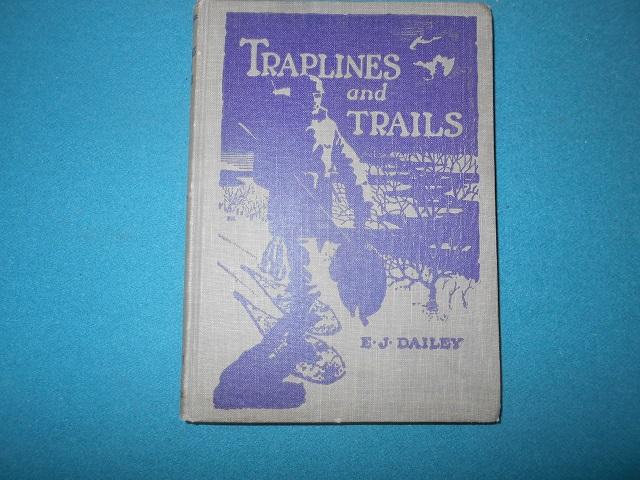 TRAPLINES
and
TRAILS
E. J. DAILEY